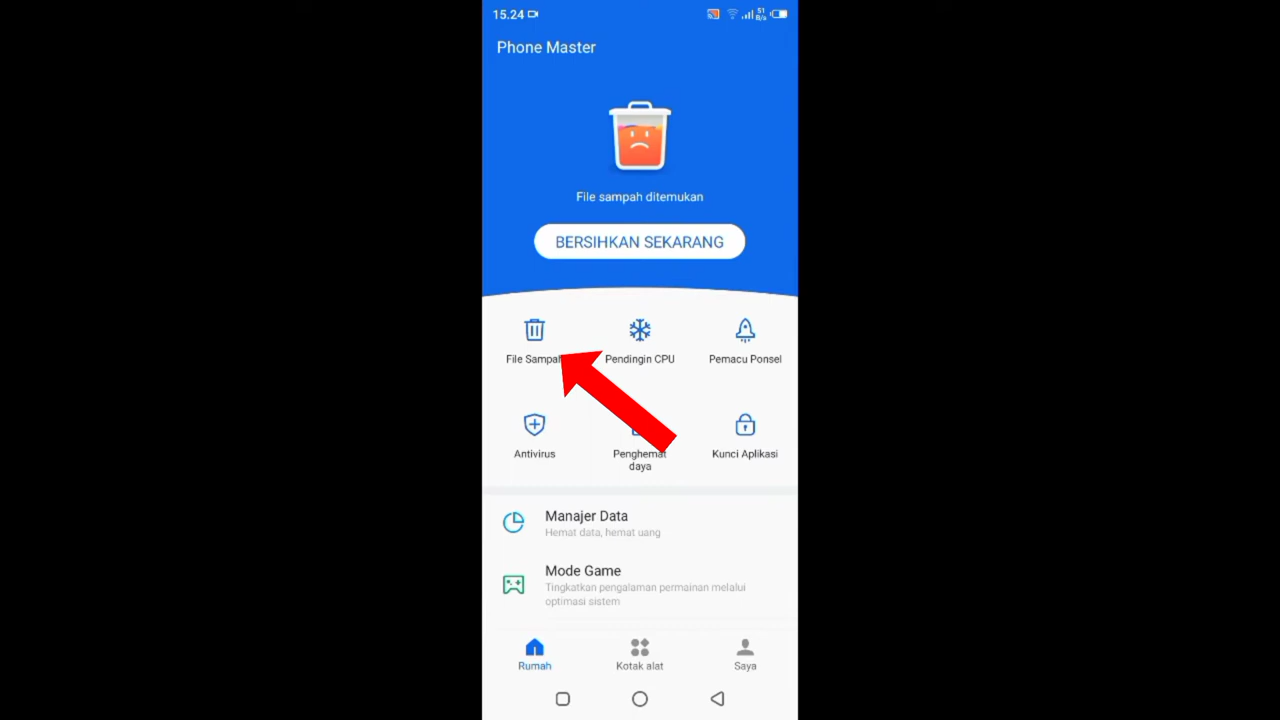 15.24
51
B/s
Phone Master
File sampah ditemukan
BERSIHKAN SEKARANG
File Sampah
Pendingin CPU
Pemacu Ponsel
Antivirus
Penghemat
daya
Kunci Aplikasi
Manajer Data
Hemat data, hemat uang
Mode Game
Tingkatkan pengalaman permainan melalui
optimasi sistem
Rumah
Kotak alat
Saya